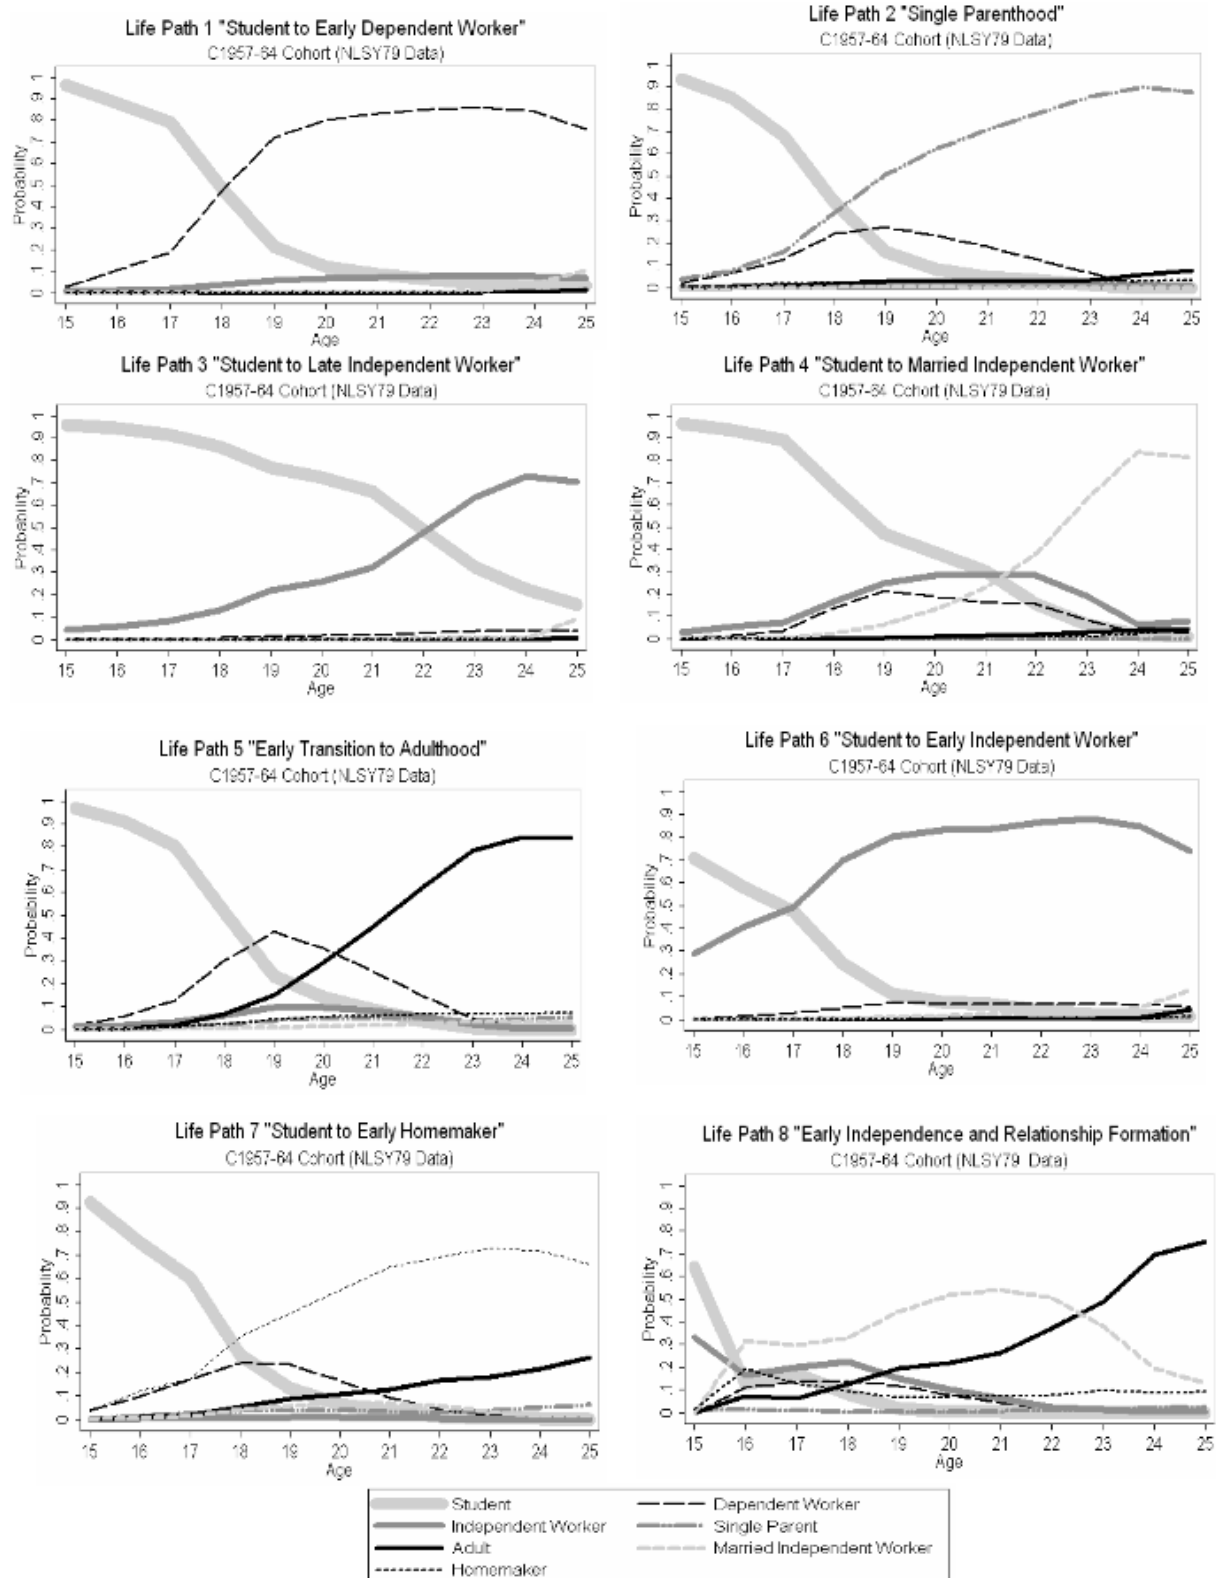 Life Path 1 "Student to Early Dependent Worker"
C1957-64 Cohort (NLSY79 Data)
Probability
0 .1 .2 .3 .4 .5 .6 .7 .8 .9 1
15 16 17 18 19 20 21 22 23 24 25
Age
Life Path 2 "Single Parenthood"
C1957-64 Cohort (NLSY79 Data)
Probability
0 .1 .2 .3 .4 .5 .6 .7 .8 .9 1
15 16 17 18 19 20 21 22 23 24 25
Age
Life Path 3 "Student to Late Independent Worker"
C1957-64 Cohort (NLSY79 Data)
Probability
0 .1 .2 .3 .4 .5 .6 .7 .8 .9 1
15 16 17 18 19 20 21 22 23 24 25
Age
Life Path 4 "Student to Married Independent Worker"
C1957-64 Cohort (NLSY79 Data)
Probability
0 .1 .2 .3 .4 .5 .6 .7 .8 .9 1
15 16 17 18 19 20 21 22 23 24 25
Age
Life Path 5 "Early Transition to Adulthood"
C1957-64 Cohort (NLSY79 Data)
Probability
0 .1 .2 .3 .4 .5 .6 .7 .8 .9 1
15 16 17 18 19 20 21 22 23 24 25
Age
Life Path 6 "Student to Early Independent Worker"
C1957-64 Cohort (NLSY79 Data)
Probability
0 .1 .2 .3 .4 .5 .6 .7 .8 .9 1
15 16 17 18 19 20 21 22 23 24 25
Age
Life Path 7 "Student to Early Homemaker"
C1957-64 Cohort (NLSY79 Data)
Probability
0 .1 .2 .3 .4 .5 .6 .7 .8 .9 1
15 16 17 18 19 20 21 22 23 24 25
Age
Life Path 8 "Early Independence and Relationship Formation"
C1957-64 Cohort (NLSY79 Data)
Probability
0 .1 .2 .3 .4 .5 .6 .7 .8 .9 1
15 16 17 18 19 20 21 22 23 24 25
Age
Student Dependent Worker
Independent Worker Single Parent
Adult Married Independent Worker
Homemaker